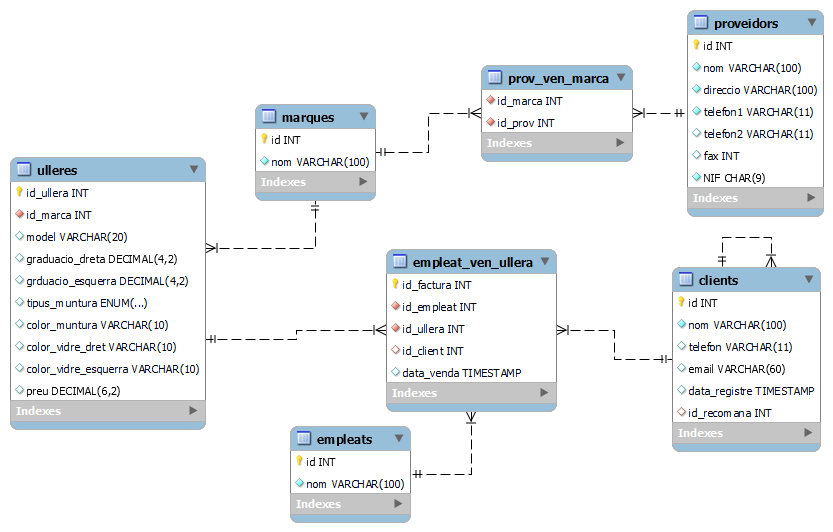 proveidors
id INT
nom VARCHAR(100)
direccio VARCHAR(100)
telefon1 VARCHAR(11)
telefon2 VARCHAR(11)
fax INT
NIF CHAR(9)
Indexes
prov_ven_marca
id_marca INT
id_prov INT
Indexes
marques
id INT
nom VARCHAR(100)
Indexes
ulleres
id_ullera INT
id_marca INT
model VARCHAR(20)
graduacio_dreta DECIMAL(4,2)
grduacio_esquerra DECIMAL(4,2)
tipus_muntura ENUM(...)
color_muntura VARCHAR(10)
color_vidre_dret VARCHAR(10)
color_vidre_esquerra VARCHAR(10)
preu DECIMAL(6,2)
Indexes
empleat_ven_ullera
id_factura INT
id_empleat INT
id_ullera INT
id_client INT
data_venda TIMESTAMP
Indexes
clients
id INT
nom VARCHAR(100)
telefon VARCHAR(11)
email VARCHAR(60)
data_registre TIMESTAMP
id_recomana INT
Indexes
empleats
id INT
nom VARCHAR(100)
Indexes